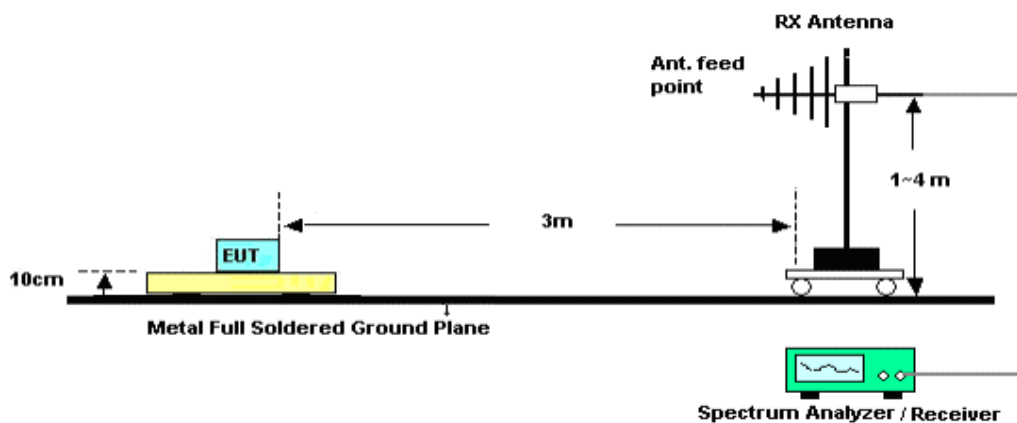 RX Antenna
Ant. feed
point
1~4 m
3m
EUT
10cm
Metal Full Soldered Ground Plane
Spectrum Analyzer / Receiver